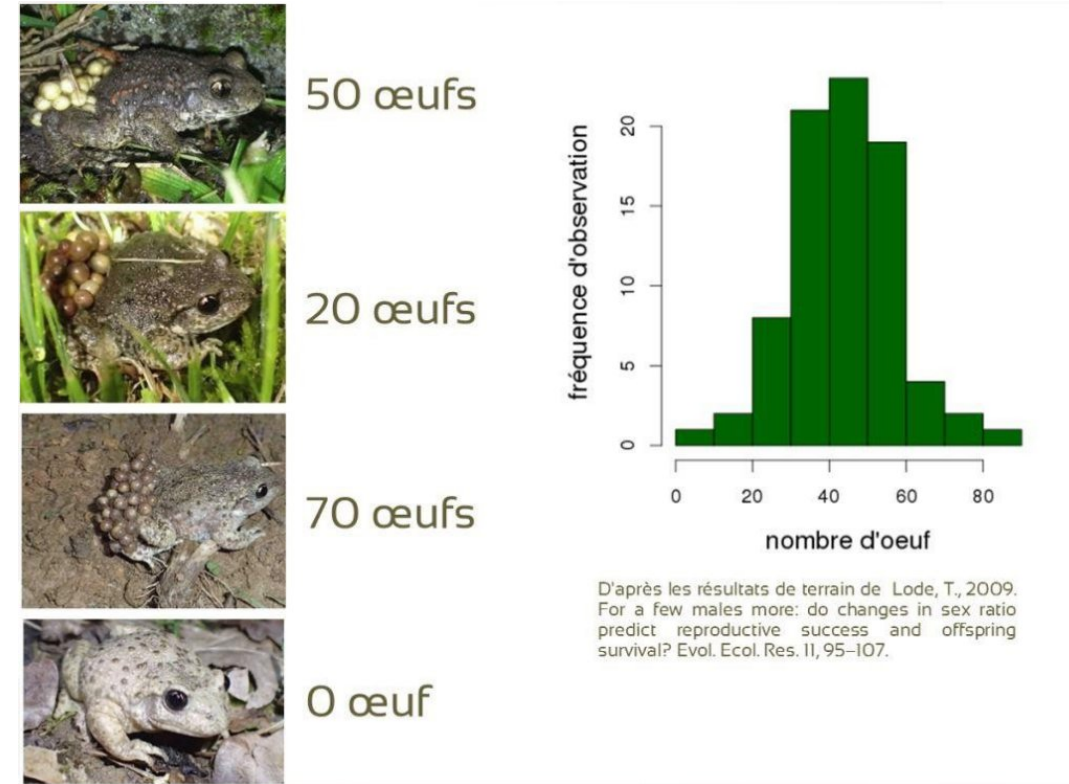 50 œufs
20 œufs
70 œufs
0 œuf
fréquence d'observation
20
15
10
5
0
0 20 40 60 80
nombre d'oeuf
D'après les résultats de terrain de Lode, T., 2009.
For a few males more: do changes in sex ratio
predict reproductive success and offspring
survival? Evol. Ecol. Res. 11, 95–107.